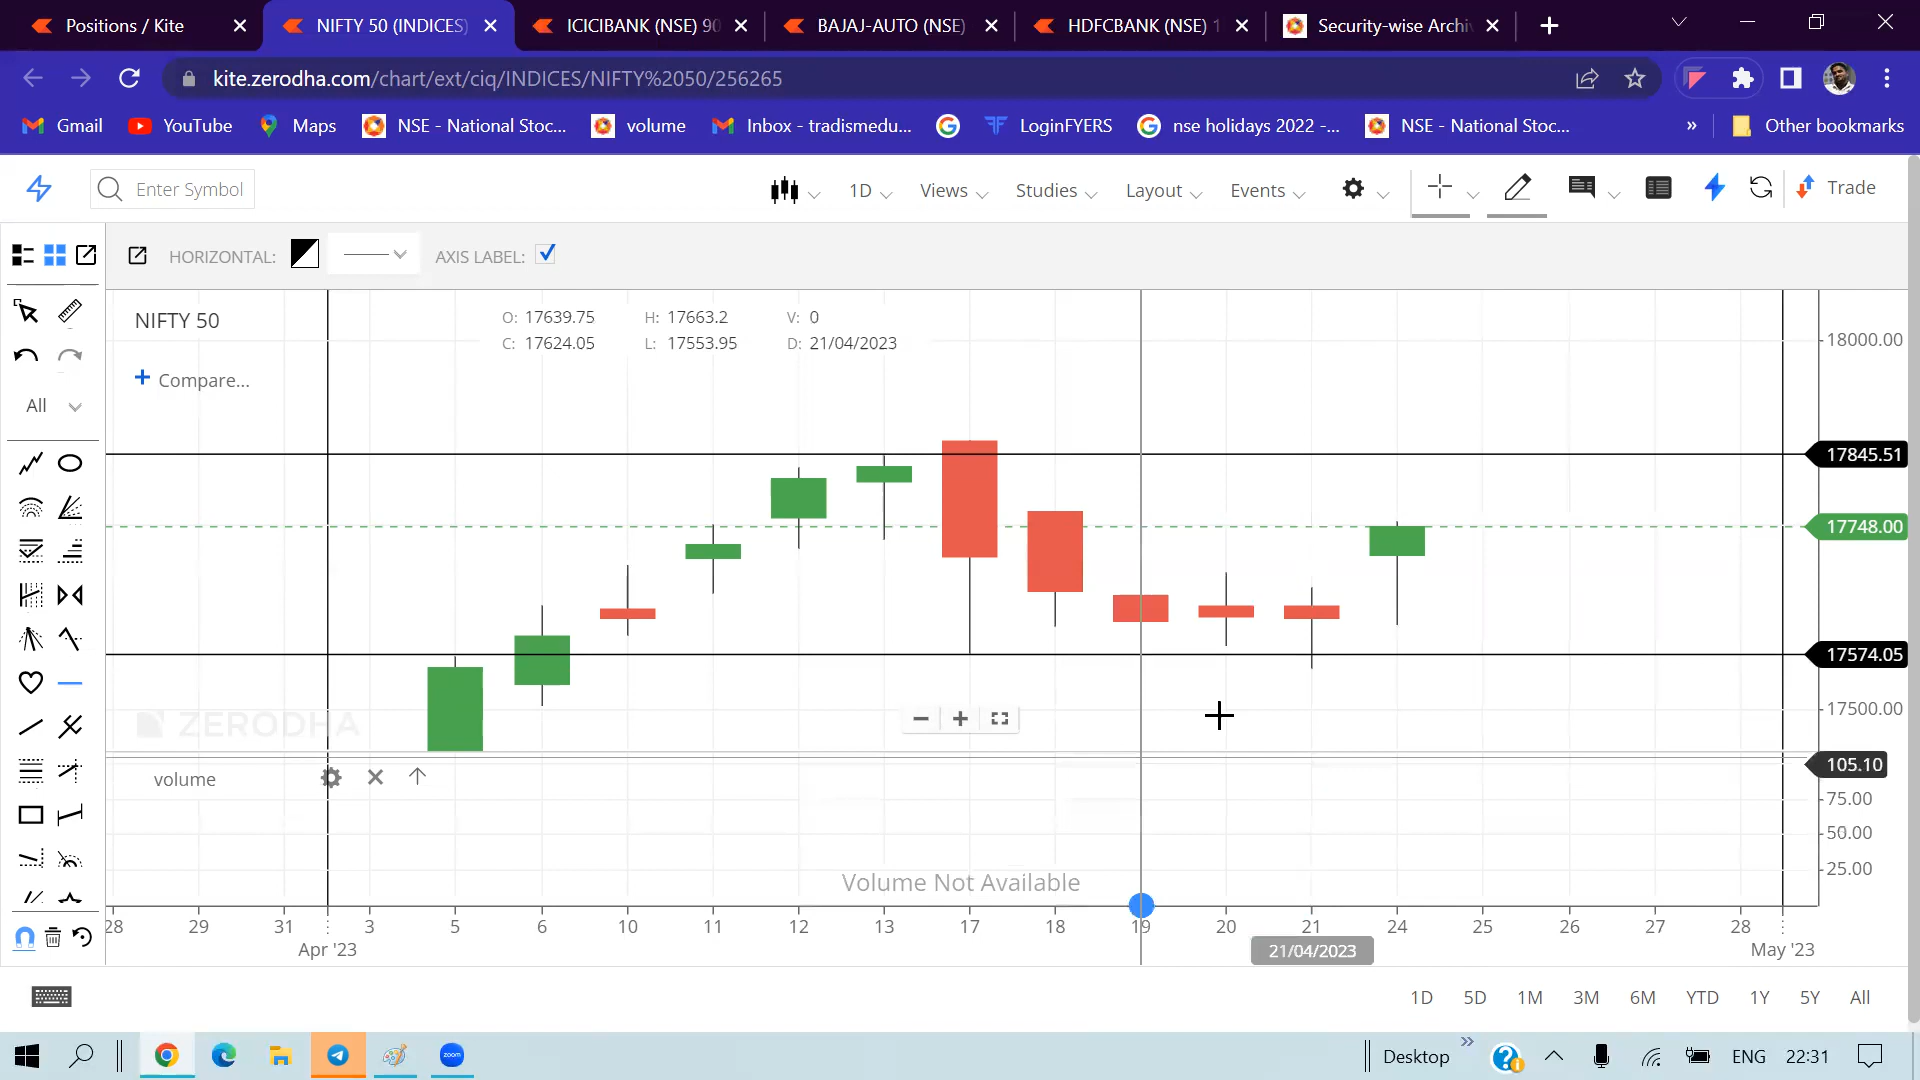 Positions / Kite
NIFTY 50 (INDICES)
ICICIBANK (NSE) 90
BAJAJ-AUTO (NSE)
HDFCBANK (NSE) 1
Security-wise Archi
kite.zerodha.com/chart/ext/ciq/INDICES/NIFTY%2050/256265
Gmail
YouTube
Maps
NSE - National Stoc...
volume
Inbox - tradismedu...
LoginFYERS
nse holidays 2022 -...
NSE - National Stoc...
»
Other bookmarks
Enter Symbol
1D
Views
Studies
Layout
Events
Trade
HORIZONTAL:
AXIS LABEL:
NIFTY 50
O: 17639.75 H: 17663.2 V: 0
C: 17624.05 L: 17553.95 D: 21/04/2023
+ Compare...
All
18000.00
17845.51
17748.00
17574.05
17500.00
ZERODHA
volume
105.10
75.00
50.00
25.00
Volume Not Available
28 29 31 3 5 6 10 11 12 13 17 18 19 20 21 24 25 26 27 28
Apr '23
21/04/2023
May '23
1D 5D 1M 3M 6M YTD 1Y 5Y All
zoom
Desktop
»
ENG
22:31